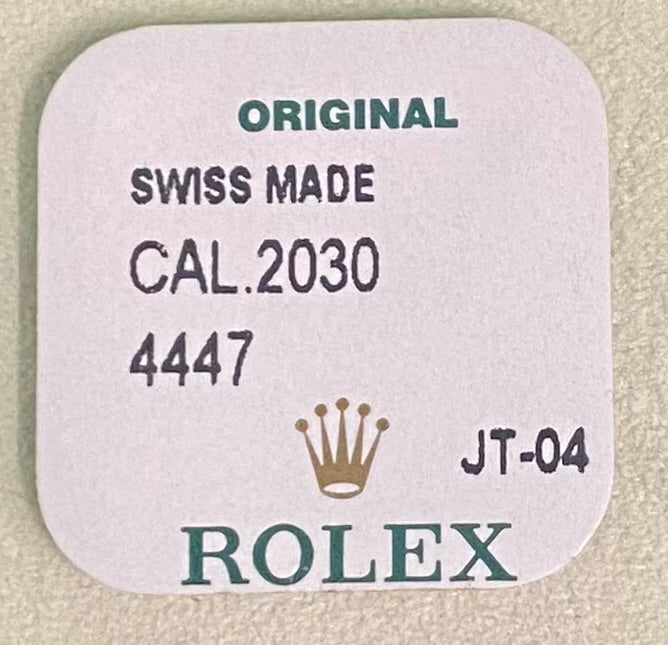 ORIGINAL
SWISS MADE
CAL.2030
4447
JT-04
ROLEX